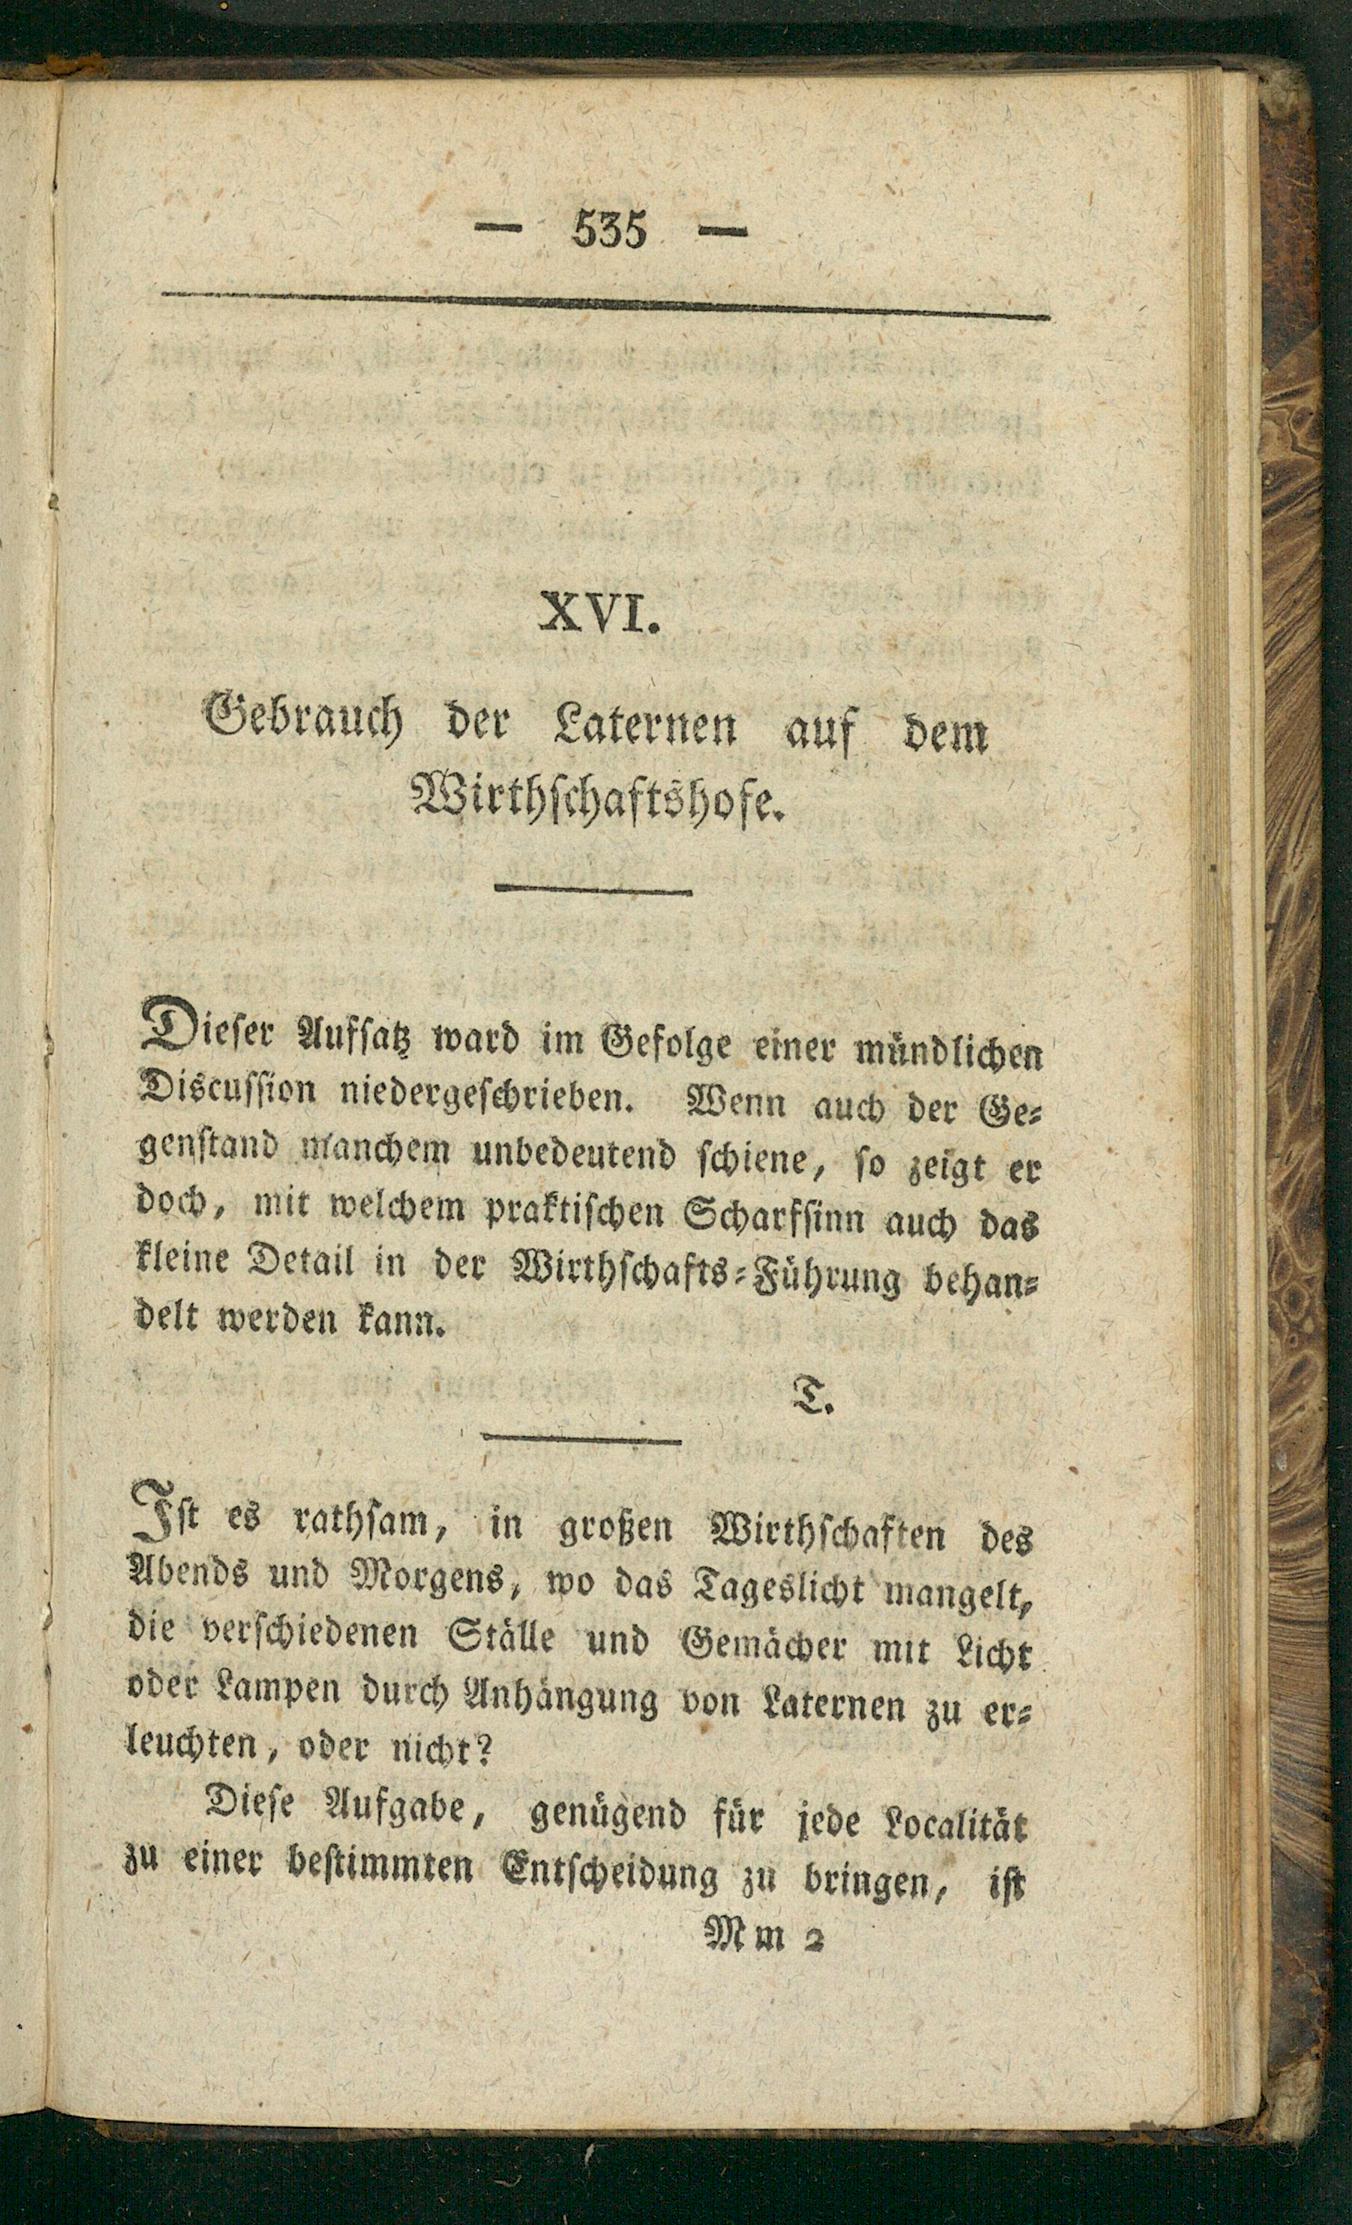 — 535 —
XVI.
Gebrauch der Laternen auf dem
Wirthschaftshofe.
Dieser Aufsatz ward im Gefolge einer mündlichen
Discussion niedergeschrieben. Wenn auch der Ge-
genstand manchem unbedeutend schiene, so zeigt er
doch, mit welchem praktischen Scharfsinn auch das
kleine Detail in der Wirthschafts-Führung behan-
delt werden kann.
T.
Ist es rathsam, in großen Wirthschaften des
Abends und Morgens, wo das Tageslicht mangelt,
die verschiedenen Ställe und Gemächer mit Licht
oder Lampen durch Anhängung von Laternen zu er-
leuchten, oder nicht?
Diese Aufgabe, genügend für jede Localität
zu einer bestimmten Entscheidung zu bringen, ist
Mm 2